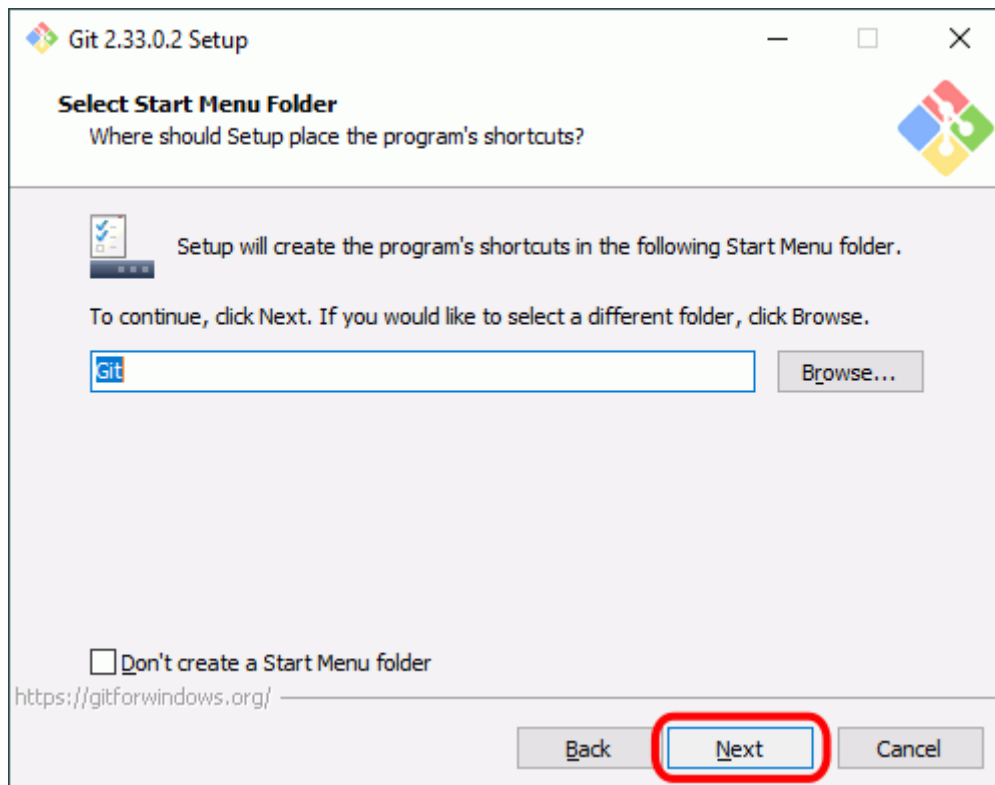 Git 2.33.0.2 Setup
Select Start Menu Folder
Where should Setup place the program's shortcuts?
Setup will create the program's shortcuts in the following Start Menu folder.
To continue, click Next. If you would like to select a different folder, click Browse.
Git
Browse...
Don't create a Start Menu folder
https://gitforwindows.org/
Back
Next
Cancel